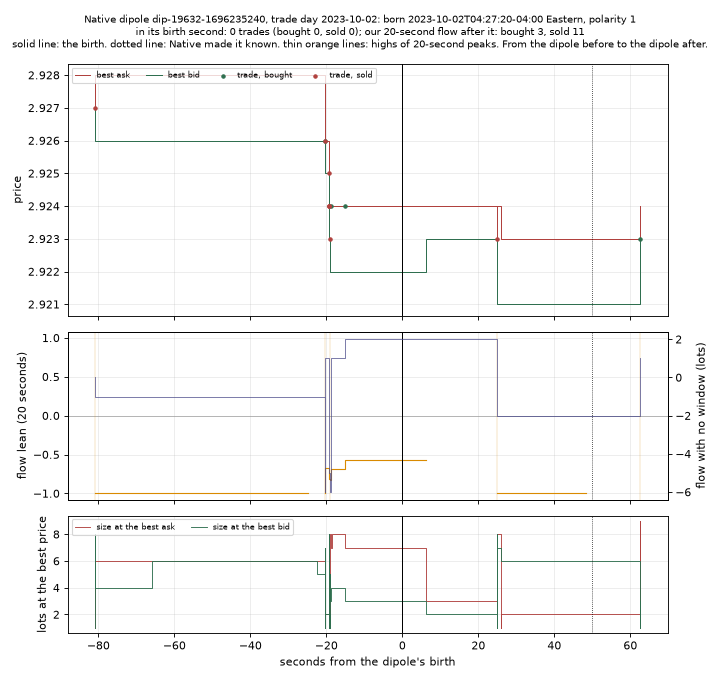 Native dipole dip-19632-1696235240, trade day 2023-10-02: born 2023-10-02T04:27:20-04:00 Eastern, polarity 1
in its birth second: 0 trades (bought 0, sold 0); our 20-second flow after it: bought 3, sold 11
solid line: the birth. dotted line: Native made it known. thin orange lines: highs of 20-second peaks. From the dipole before to the dipole after.
best ask
best bid
trade, bought
trade, sold
2.928
2.927
2.926
2.925
2.924
2.923
2.922
2.921
price
1.0
0.5
0.0
−0.5
−1.0
flow lean (20 seconds)
2
0
−2
−4
−6
flow with no window (lots)
size at the best ask
size at the best bid
8
6
4
2
lots at the best price
−80
−60
−40
−20
0
20
40
60
seconds from the dipole's birth